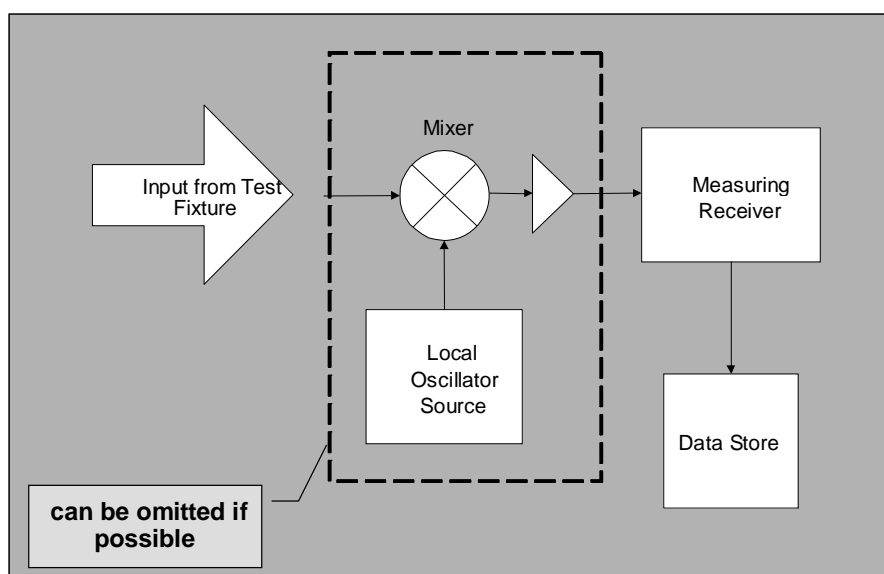 Mixer
Input from Test
Fixture
Measuring
Receiver
Local
Oscillator
Source
Data Store
can be omitted if
possible